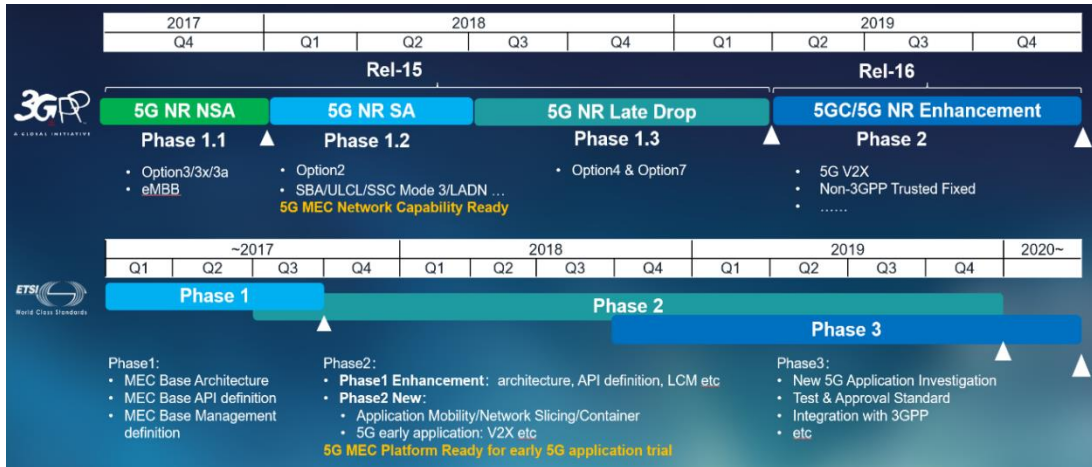 2017 2018 2019
Q4 Q1 Q2 Q3 Q4 Q1 Q2 Q3 Q4
Rel-15 Rel-16
3GPP
A GLOBAL INITIATIVE
5G NR NSA 5G NR SA 5G NR Late Drop 5GC/5G NR Enhancement
Phase 1.1 Phase 1.2 Phase 1.3 Phase 2
• Option3/3x/3a
• eMBB
• Option2
• SBA/ULCL/SSC Mode 3/LADN ...
5G MEC Network Capability Ready
• Option4 & Option7
• 5G V2X
• Non-3GPP Trusted Fixed
• ......
~2017 2018 2019 2020~
Q1 Q2 Q3 Q4 Q1 Q2 Q3 Q4 Q1 Q2 Q3 Q4
ETSI
World Class Standards
Phase 1
Phase 2
Phase 3
Phase1:
• MEC Base Architecture
• MEC Base API definition
• MEC Base Management
definition
Phase2:
• Phase1 Enhancement: architecture, API definition, LCM etc
• Phase2 New:
• Application Mobility/Network Slicing/Container
• 5G early application: V2X etc
5G MEC Platform Ready for early 5G application trial
Phase3:
• New 5G Application Investigation
• Test & Approval Standard
• Integration with 3GPP
• etc